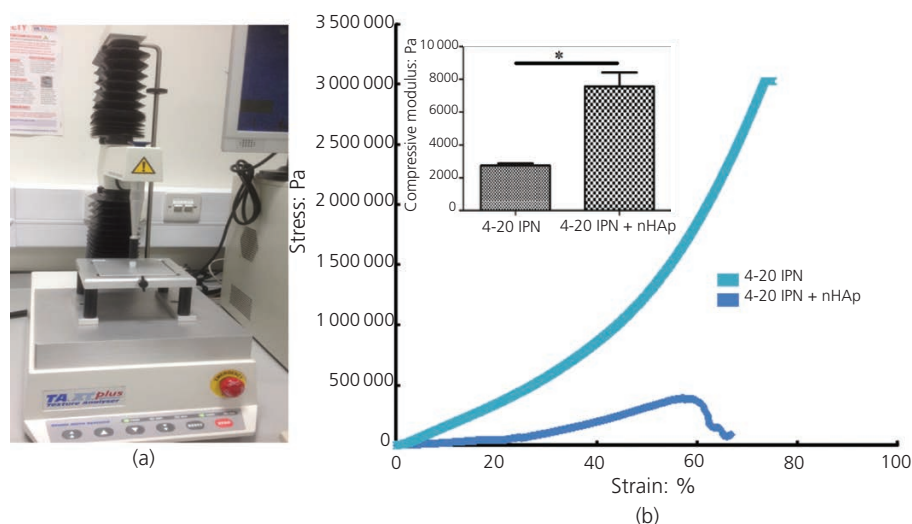 TA.XTplus
Texture Analyser
EMERGENCY
(a)
Stress: Pa
3 500 000
3 000 000
2 500 000
2 000 000
1 500 000
1 000 000
500 000
0
0
20
40
60
80
100
Strain: %
Compressive modulus: Pa
10 000
8000
6000
4000
2000
0
*
4-20 IPN
4-20 IPN + nHAp
4-20 IPN
4-20 IPN + nHAp
(b)